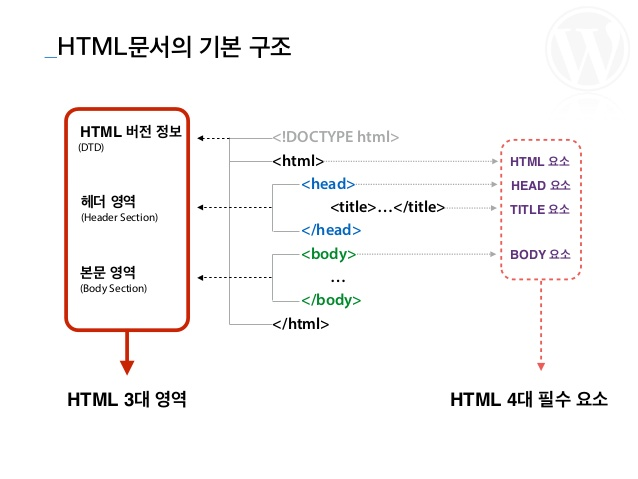 _HTML문서의 기본 구조
HTML 버전 정보
(DTD)
헤더 영역
(Header Section)
본문 영역
(Body Section)
HTML 3대 영역
<!DOCTYPE html>
<html>
<head>
<title>...</title>
</head>
<body>
...
</body>
</html>
HTML 요소
HEAD 요소
TITLE 요소
BODY 요소
HTML 4대 필수 요소